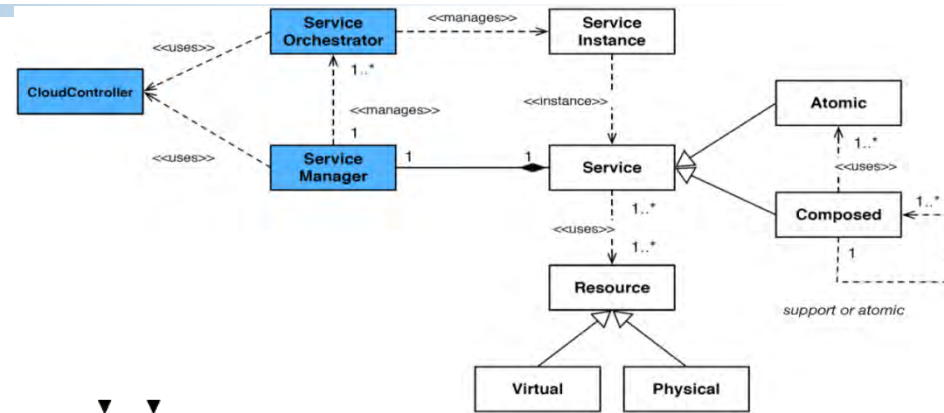 <<manages>>
Service
Orchestrator
Service
Instance
<<uses>>
1..*
CloudController
<<manages>>
<<instance>>
Atomic
1
1..*
<<uses>>
<<uses>>
Service
Manager
1
1
Service
1..*
Composed
1..*
<<uses>>
1..*
1
Resource
support or atomic
Virtual
Physical